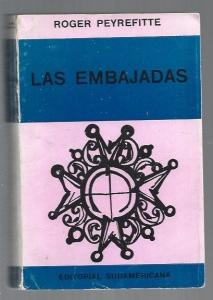 ROGER PEYREFITTE
LAS EMBAJADAS
EDITORIAL SUDAMERICANA